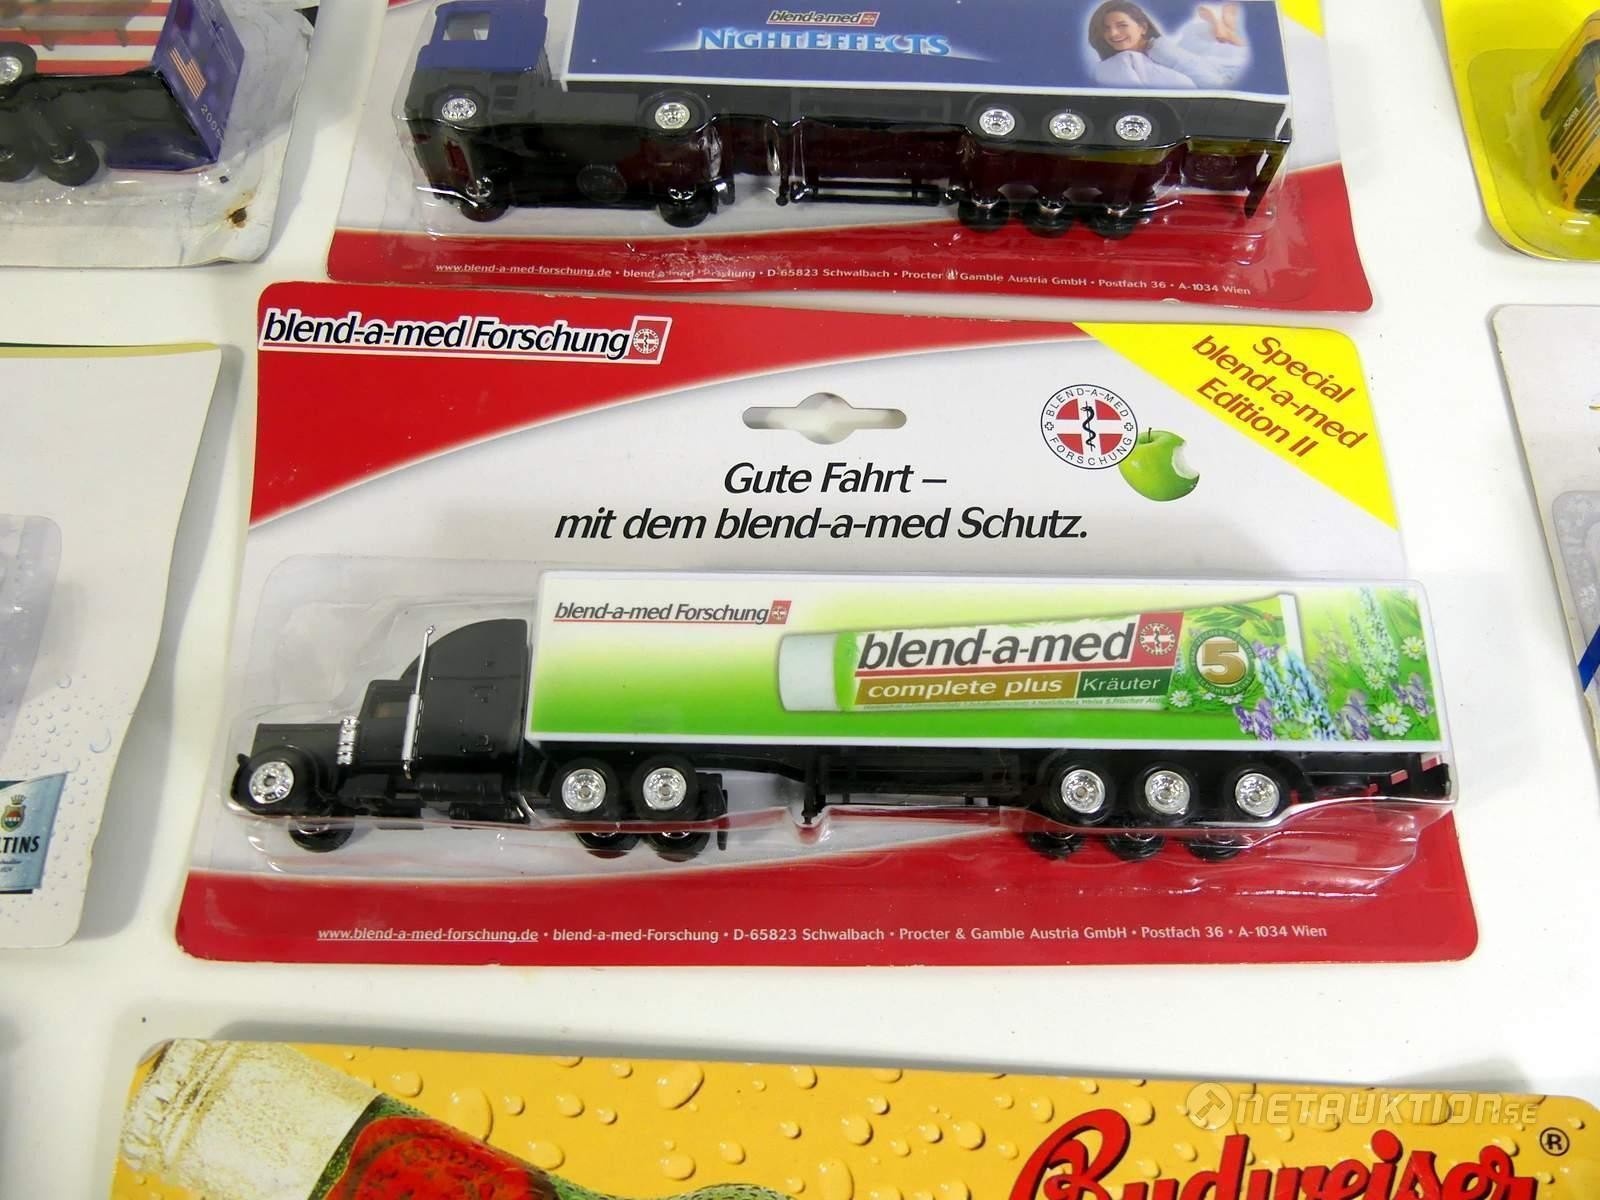 2005
blend-a-med
NIGHTEFFECTS
www.blend-a-med-forschung.de • blend-a-med Forschung • D-65823 Schwalbach • Procter & Gamble Austria GmbH • Postfach 36 • A-1034 Wien
blend-a-med Forschung
Special
blend-a-med
Edition II
BLEND-A-MED
FORSCHUNG
Gute Fahrt –
mit dem blend-a-med Schutz.
blend-a-med Forschung
blend-a-med
complete plus Kräuter
5
LTINS
www.blend-a-med-forschung.de • blend-a-med-Forschung • D-65823 Schwalbach • Procter & Gamble Austria GmbH • Postfach 36 • A-1034 Wien
NETAUKTION.SE
Budweiser ®